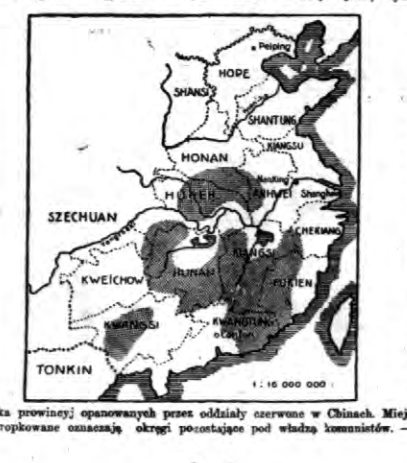 Peiping
HOPE
SHANSI
SHANTUNG
KIANGSU
HONAN
NanKing
HUPEH
ANHWEI Shanghai
SZECHUAN
CHEKIANG
KIANGSI
KWEICHOW
HUNAN
FUKIEN
KWANGSI
KWANGTUNG
Canton
TONKIN
1 : 16 000 000
prowincyj opanowanych przez oddziały czerwone w Chinach. Miej
ropkowane oznaczają okręgi pozostające pod władzą komunistów. —